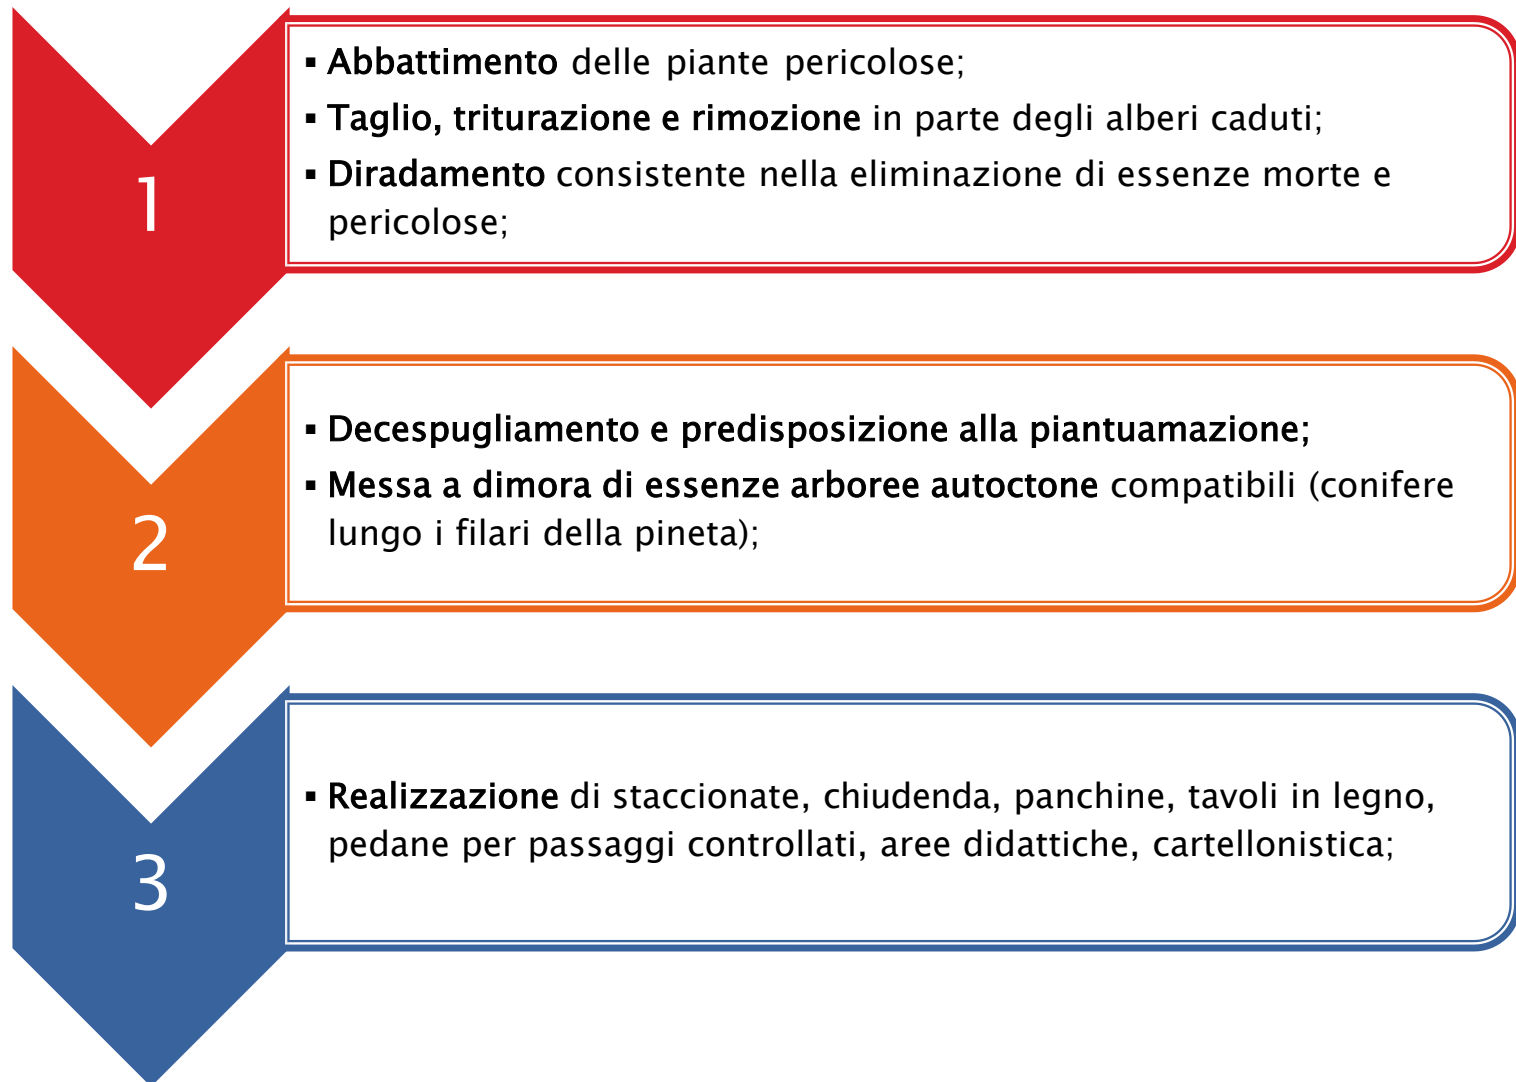 1
▪ Abbattimento delle piante pericolose;
▪ Taglio, triturazione e rimozione in parte degli alberi caduti;
▪ Diradamento consistente nella eliminazione di essenze morte e
pericolose;
2
▪ Decespugliamento e predisposizione alla piantuamazione;
▪ Messa a dimora di essenze arboree autoctone compatibili (conifere
lungo i filari della pineta);
3
▪ Realizzazione di staccionate, chiudenda, panchine, tavoli in legno,
pedane per passaggi controllati, aree didattiche, cartellonistica;